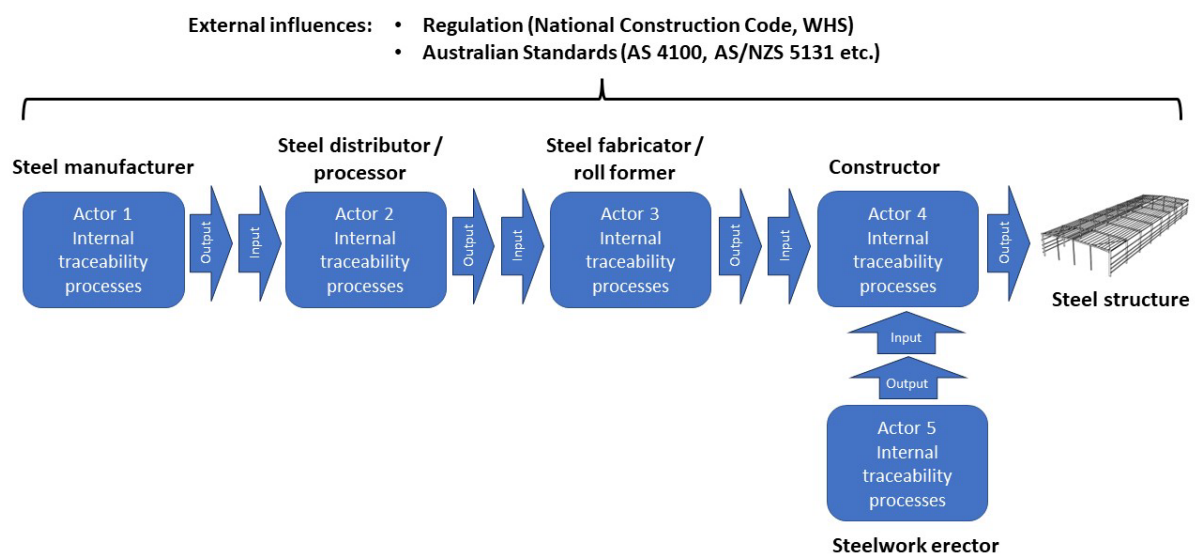 External influences: • Regulation (National Construction Code, WHS)
• Australian Standards (AS 4100, AS/NZS 5131 etc.)
Steel manufacturer
Actor 1
Internal
traceability
processes
Output
Input
Steel distributor /
processor
Actor 2
Internal
traceability
processes
Output
Input
Steel fabricator /
roll former
Actor 3
Internal
traceability
processes
Output
Input
Constructor
Actor 4
Internal
traceability
processes
Output
Steel structure
Input
Output
Actor 5
Internal
traceability
processes
Steelwork erector